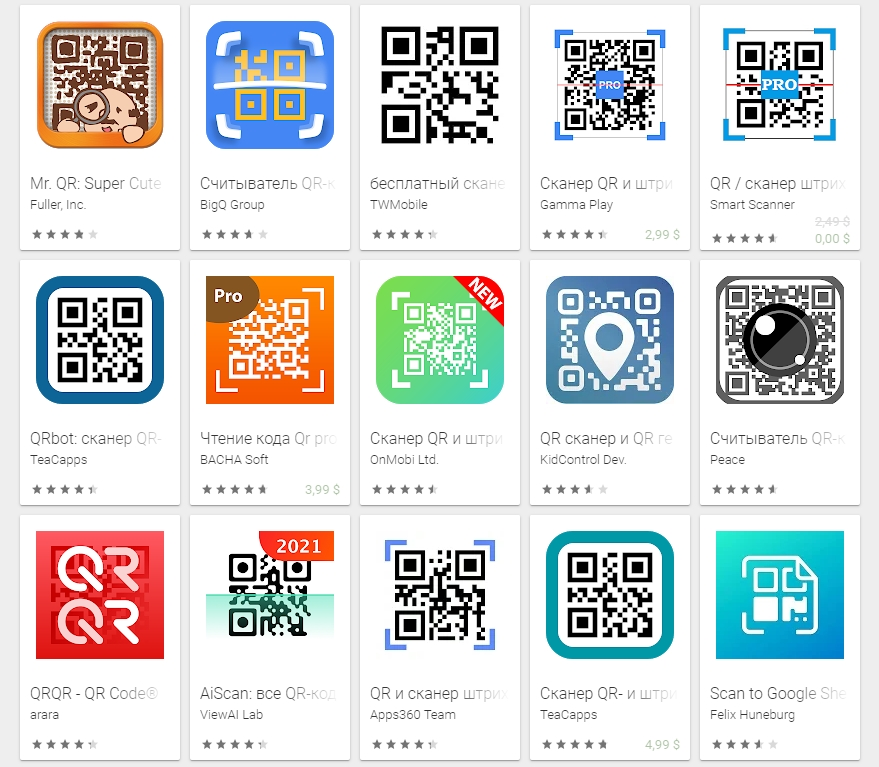 Mr. QR: Super Cute
Fuller, Inc.
Считыватель QR-к
BigQ Group
бесплатный скане
TWMobile
PRO
Сканер QR и штри
Gamma Play
2,99 $
PRO
QR / сканер штрих
Smart Scanner
2,49 $
0,00 $
QRbot: сканер QR-
TeaCapps
Pro
Чтение кода Qr pro
BACHA Soft
3,99 $
NEW
Сканер QR и штри
OnMobi Ltd.
QR сканер и QR ге
KidControl Dev.
Считыватель QR-к
Peace
QR
QR
QRQR - QR Code®
arara
2021
AiScan: все QR-код
ViewAI Lab
QR и сканер штрих
Apps360 Team
Сканер QR- и штри
TeaCapps
4,99 $
Scan to Google She
Felix Huneburg